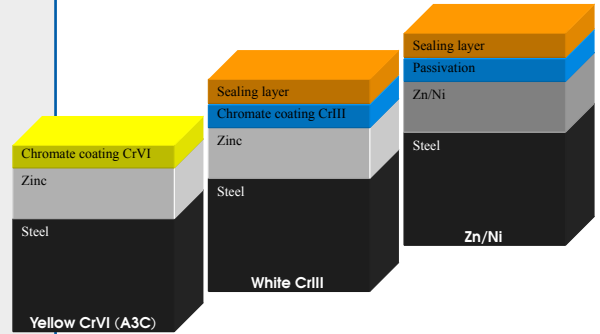 Chromate coating CrVI
Zinc
Steel
Yellow CrVI (A3C)
Sealing layer
Chromate coating CrIII
Zinc
Steel
White CrIII
Sealing layer
Passivation
Zn/Ni
Steel
Zn/Ni